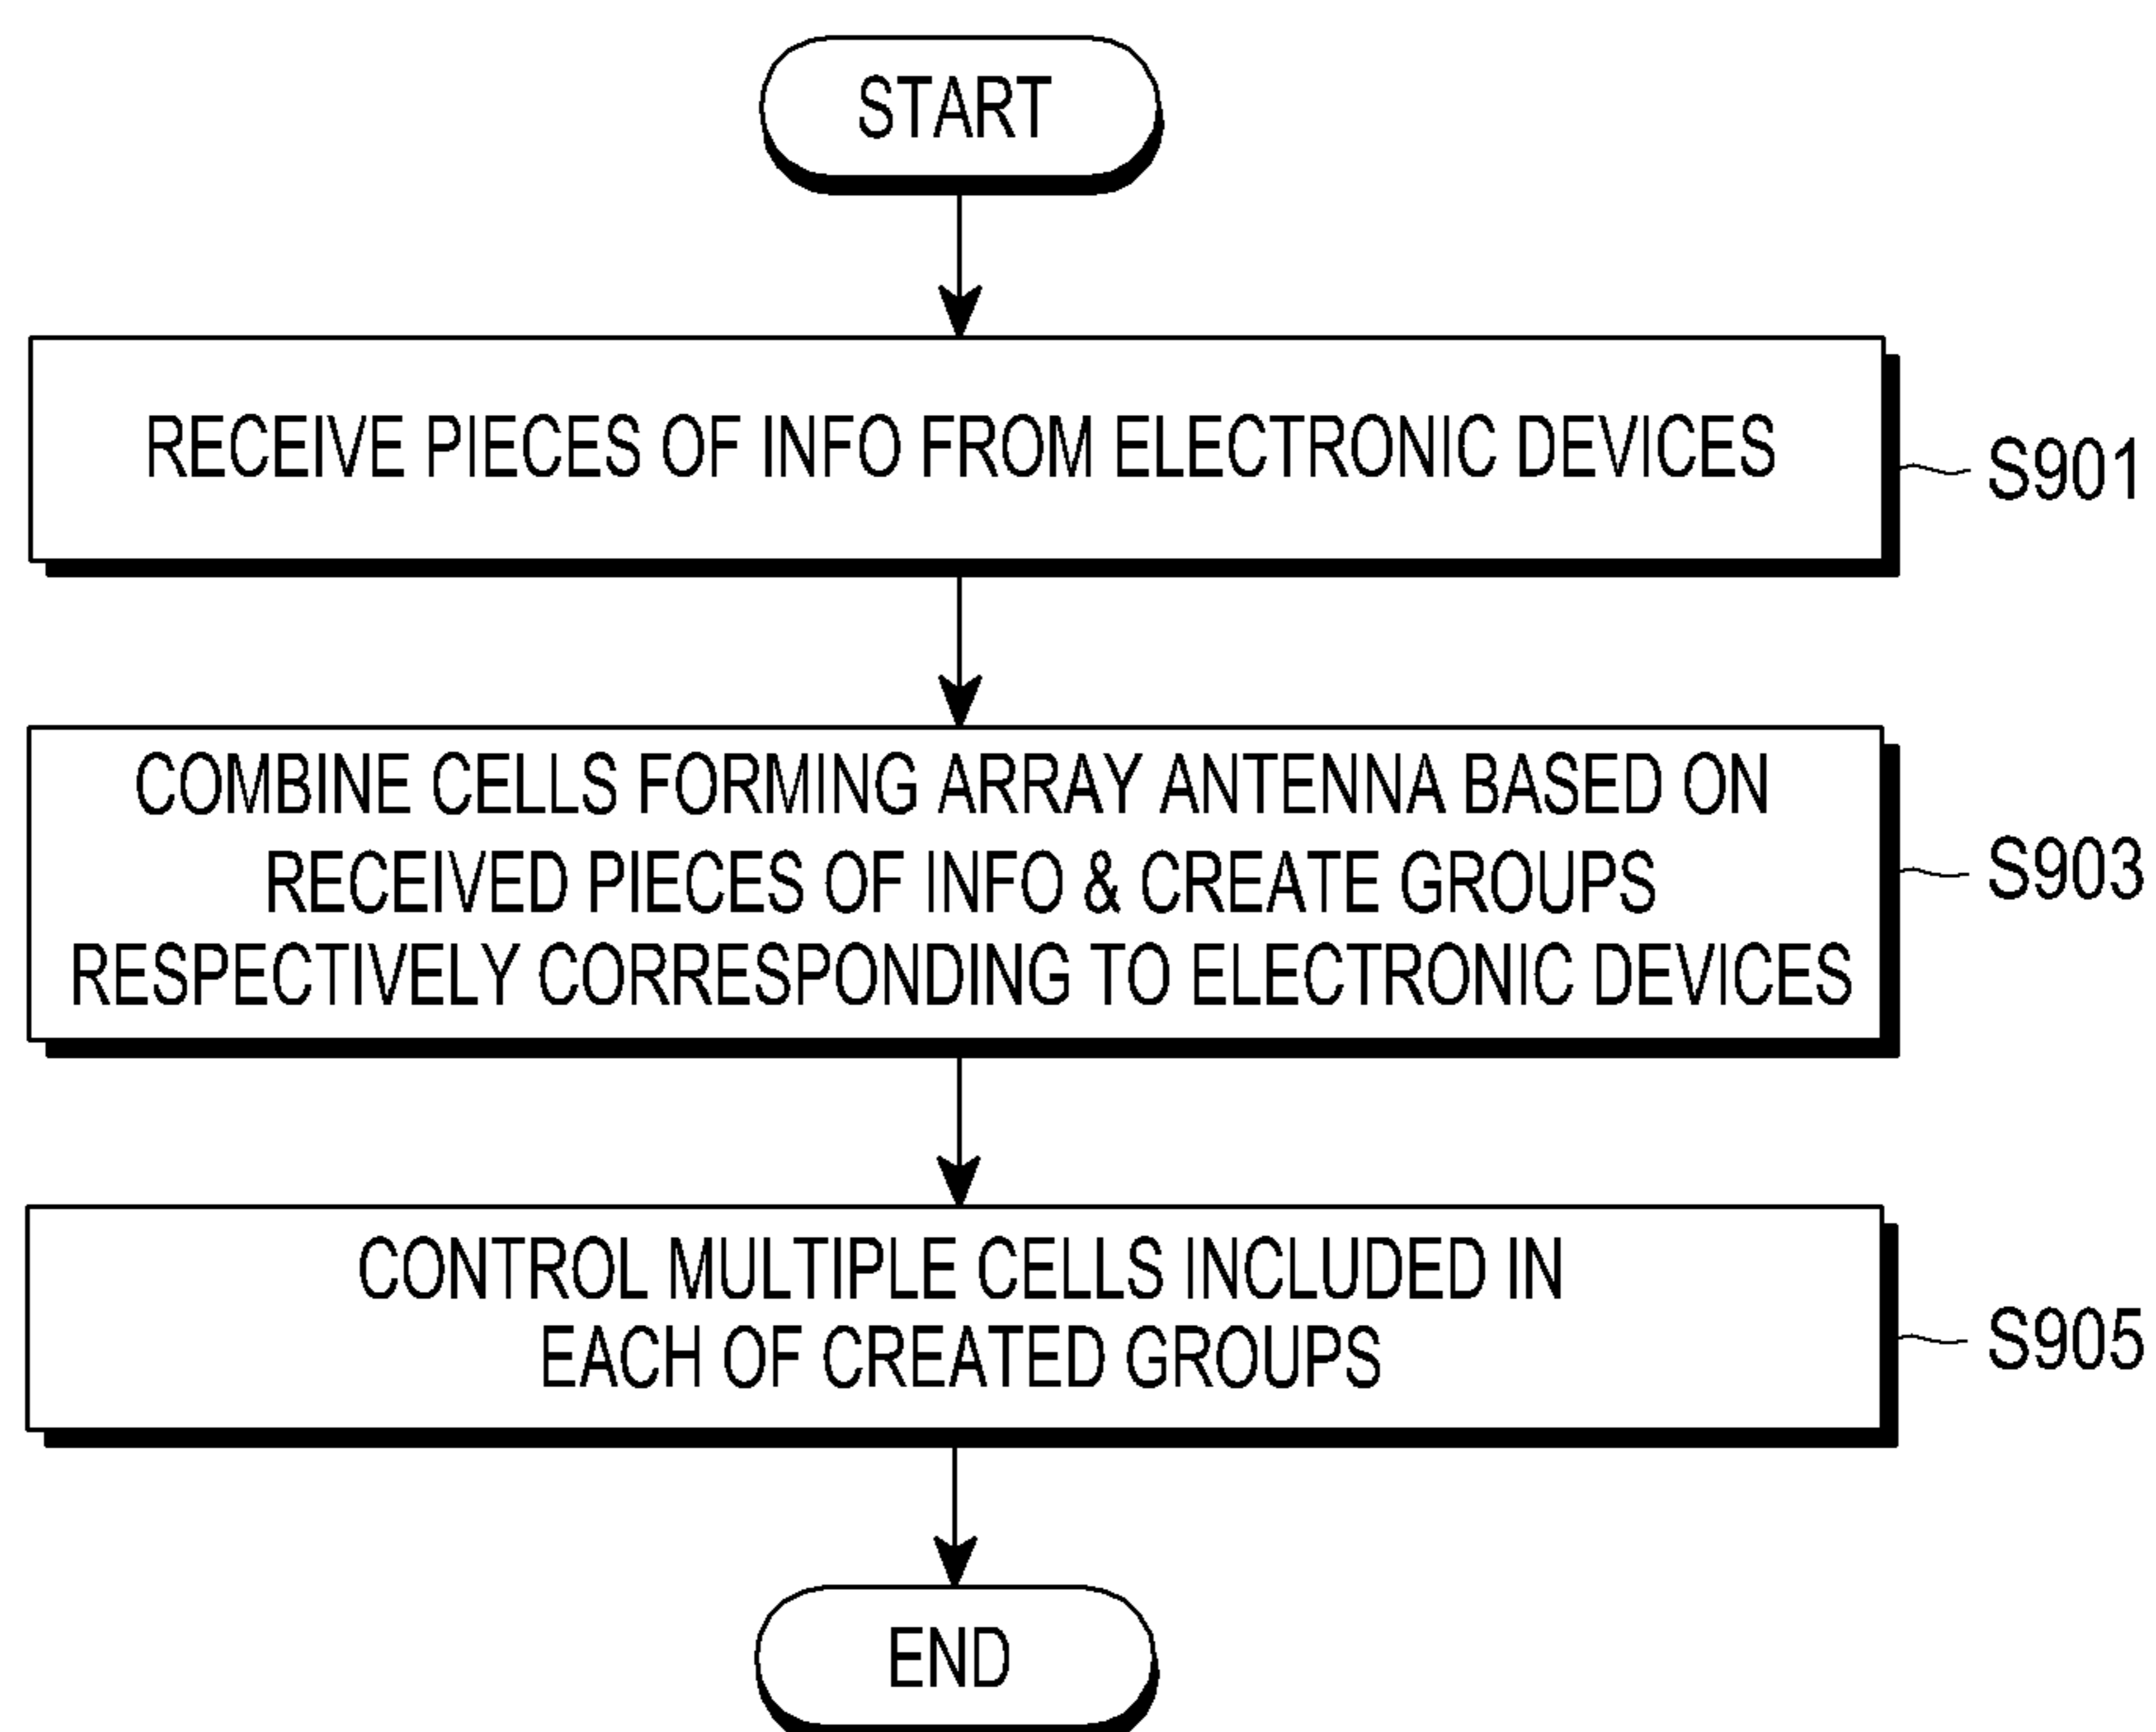 START
RECEIVE PIECES OF INFO FROM ELECTRONIC DEVICES
S901
COMBINE CELLS FORMING ARRAY ANTENNA BASED ON
RECEIVED PIECES OF INFO & CREATE GROUPS
RESPECTIVELY CORRESPONDING TO ELECTRONIC DEVICES
S903
CONTROL MULTIPLE CELLS INCLUDED IN
EACH OF CREATED GROUPS
S905
END